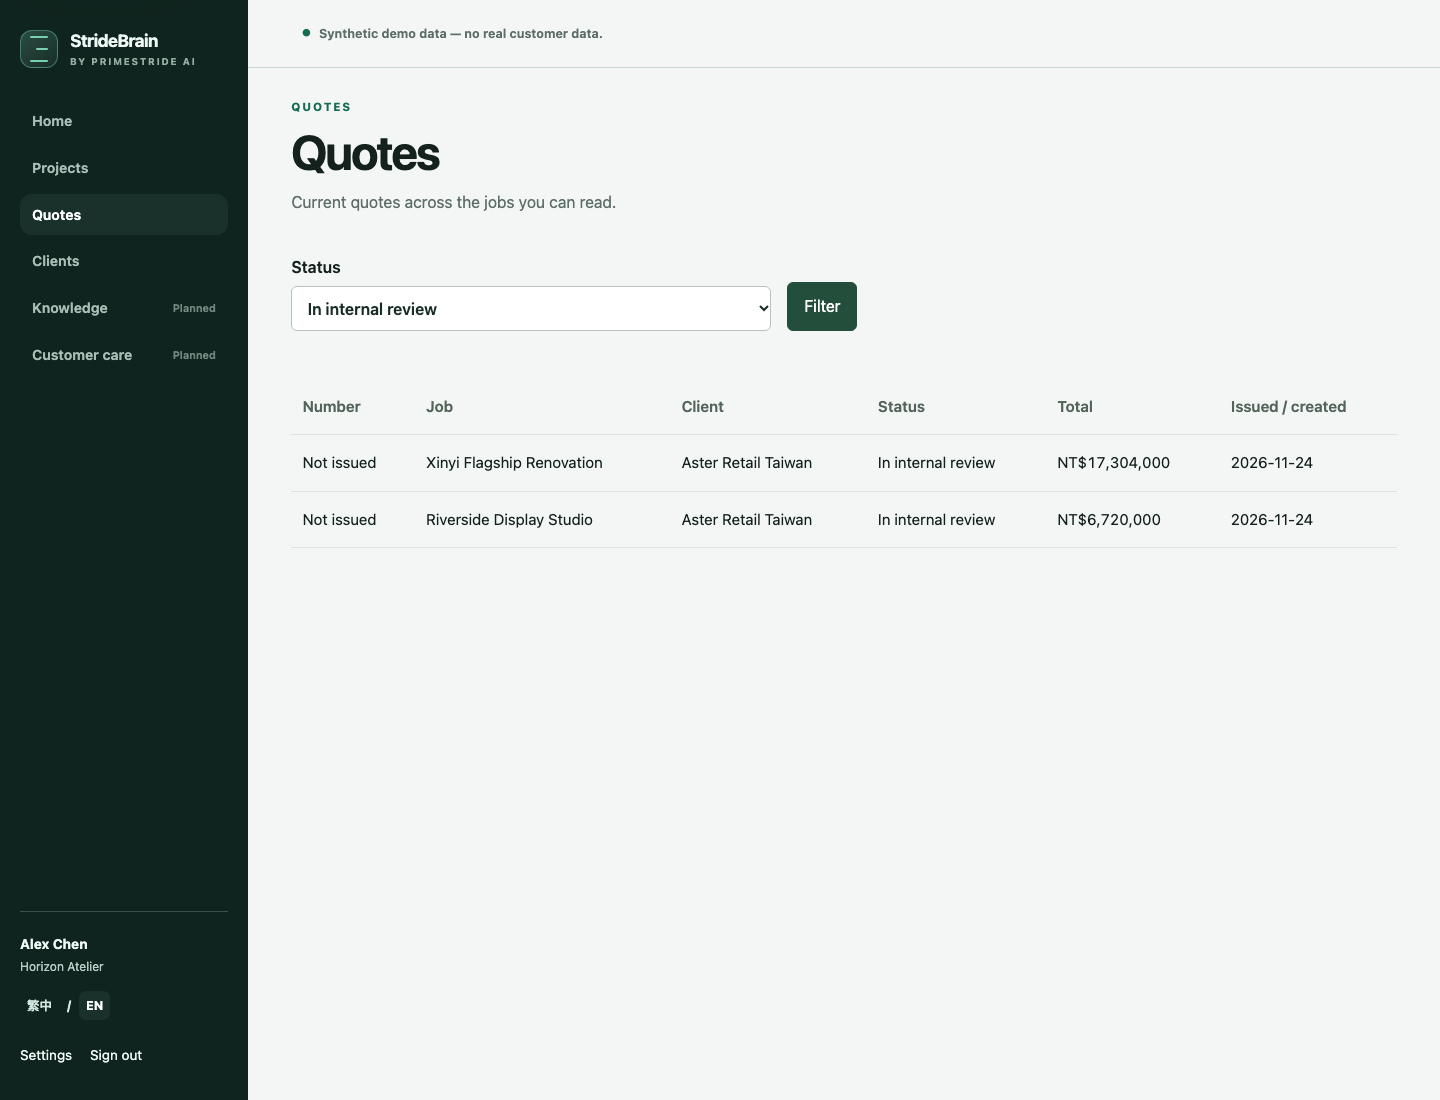 StrideBrain
BY PRIMESTRIDE AI
Home
Projects
Quotes
Clients
Knowledge Planned
Customer care Planned
Alex Chen
Horizon Atelier
繁中 / EN
Settings Sign out
Synthetic demo data — no real customer data.
QUOTES
Quotes
Current quotes across the jobs you can read.
Status
In internal review Filter
Number Job Client Status Total Issued / created
Not issued Xinyi Flagship Renovation Aster Retail Taiwan In internal review NT$17,304,000 2026-11-24
Not issued Riverside Display Studio Aster Retail Taiwan In internal review NT$6,720,000 2026-11-24